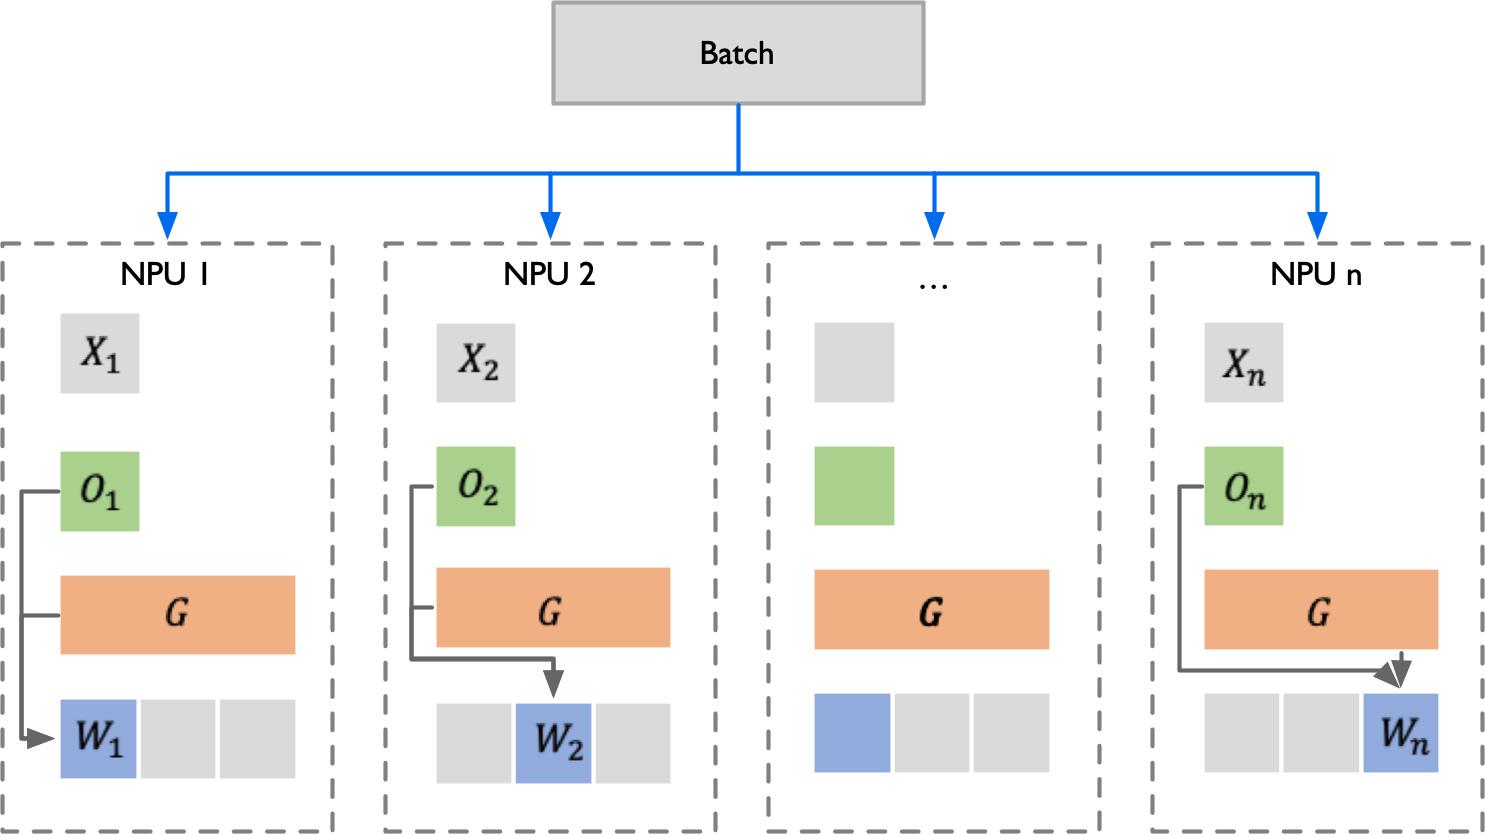 Batch
NPU 1
NPU 2
...
NPU n
X₁
X₂
Xₙ
O₁
O₂
Oₙ
G
G
G
G
W₁
W₂
Wₙ